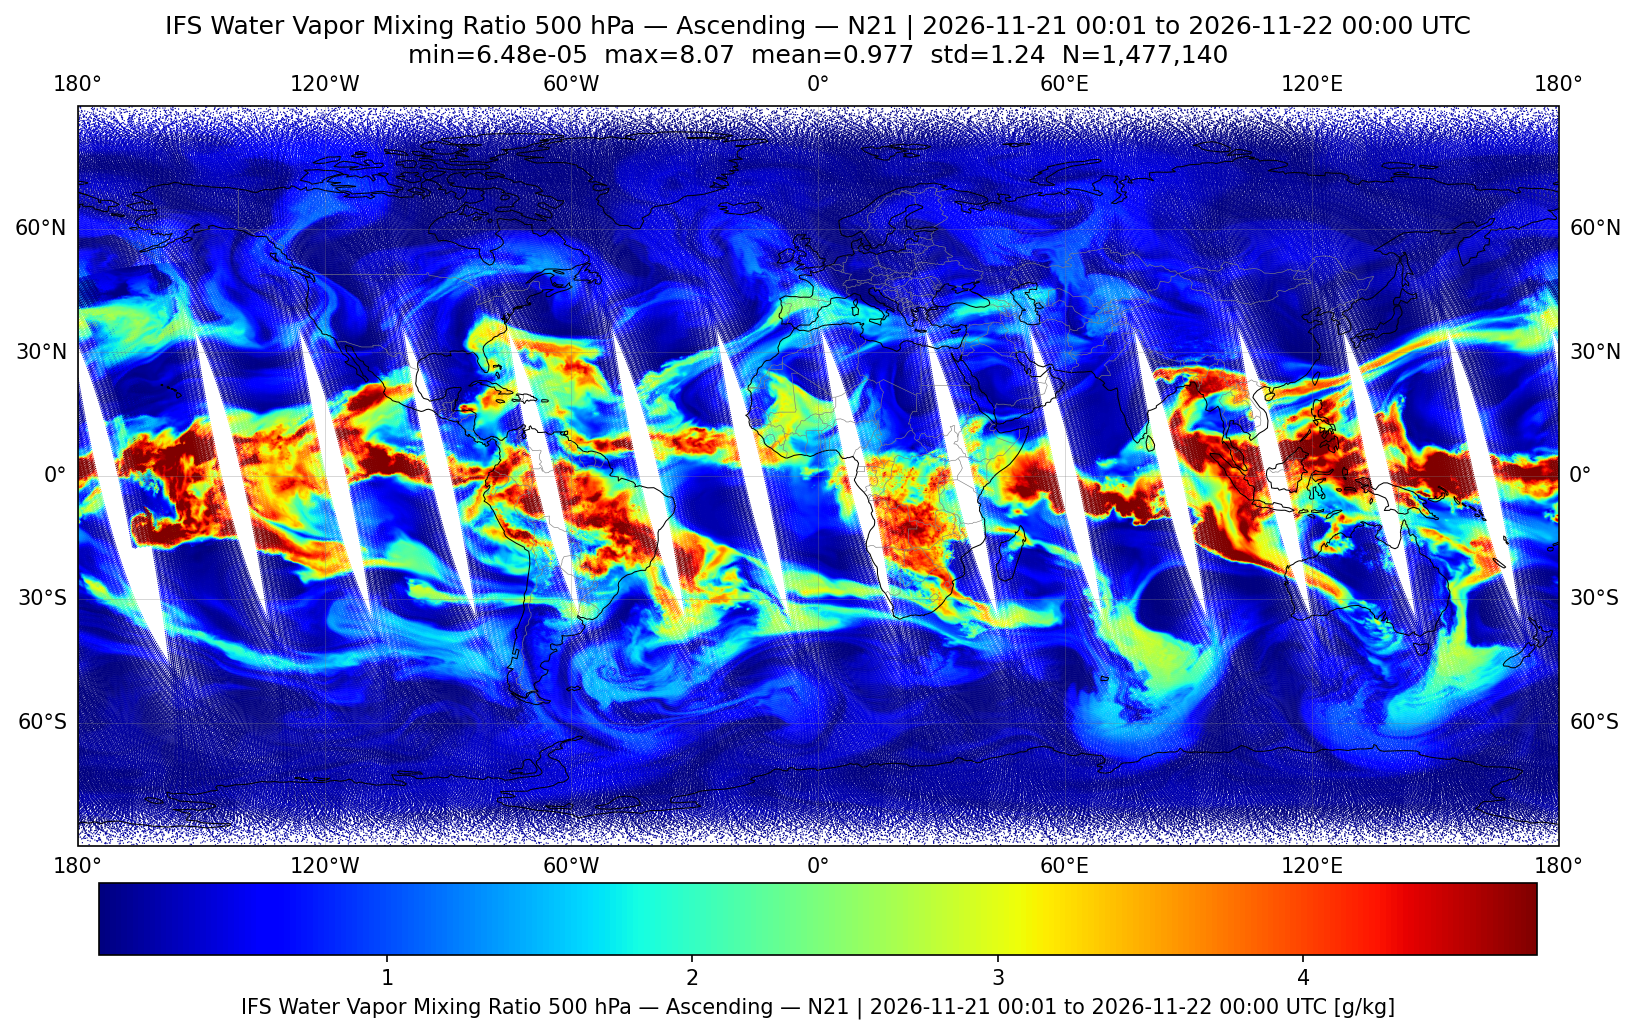 IFS Water Vapor Mixing Ratio 500 hPa — Ascending — N21 | 2026-11-21 00:01 to 2026-11-22 00:00 UTC
min=6.48e-05 max=8.07 mean=0.977 std=1.24 N=1,477,140
180° 120°W 60°W 0° 60°E 120°E 180°
60°N 60°N
30°N 30°N
0° 0°
30°S 30°S
60°S 60°S
180° 120°W 60°W 0° 60°E 120°E 180°
1 2 3 4
IFS Water Vapor Mixing Ratio 500 hPa — Ascending — N21 | 2026-11-21 00:01 to 2026-11-22 00:00 UTC [g/kg]